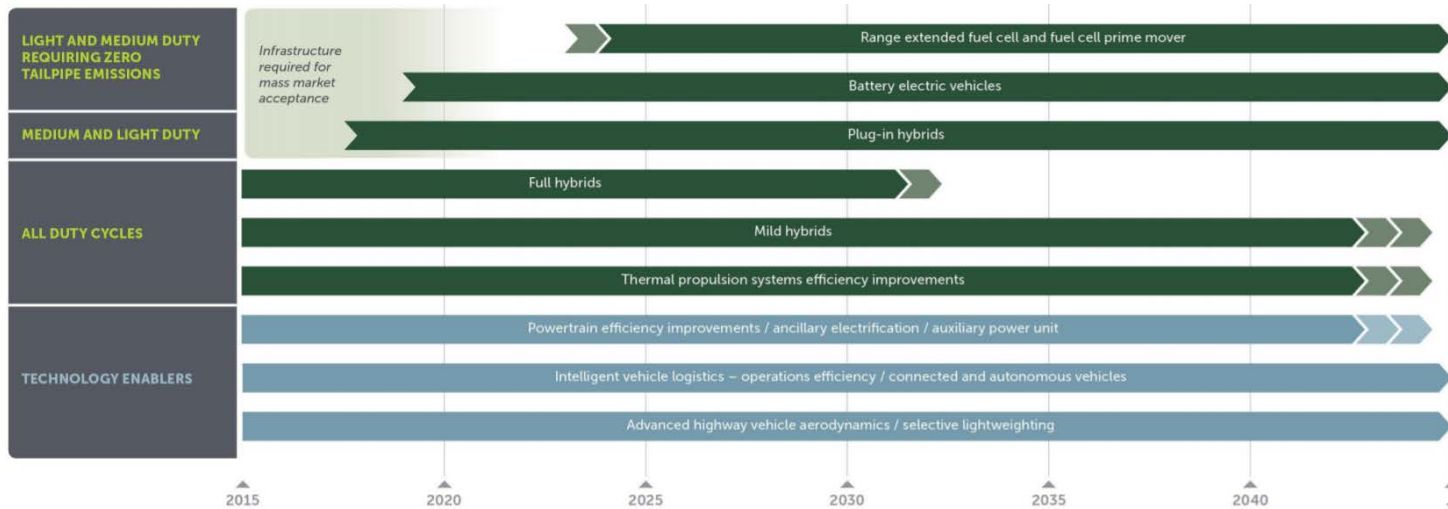 LIGHT AND MEDIUM DUTY
REQUIRING ZERO
TAILPIPE EMISSIONS
Infrastructure
required for
mass market
acceptance
Range extended fuel cell and fuel cell prime mover
Battery electric vehicles
MEDIUM AND LIGHT DUTY
Plug-in hybrids
ALL DUTY CYCLES
Full hybrids
Mild hybrids
Thermal propulsion systems efficiency improvements
TECHNOLOGY ENABLERS
Powertrain efficiency improvements / ancillary electrification / auxiliary power unit
Intelligent vehicle logistics – operations efficiency / connected and autonomous vehicles
Advanced highway vehicle aerodynamics / selective lightweighting
2015 2020 2025 2030 2035 2040